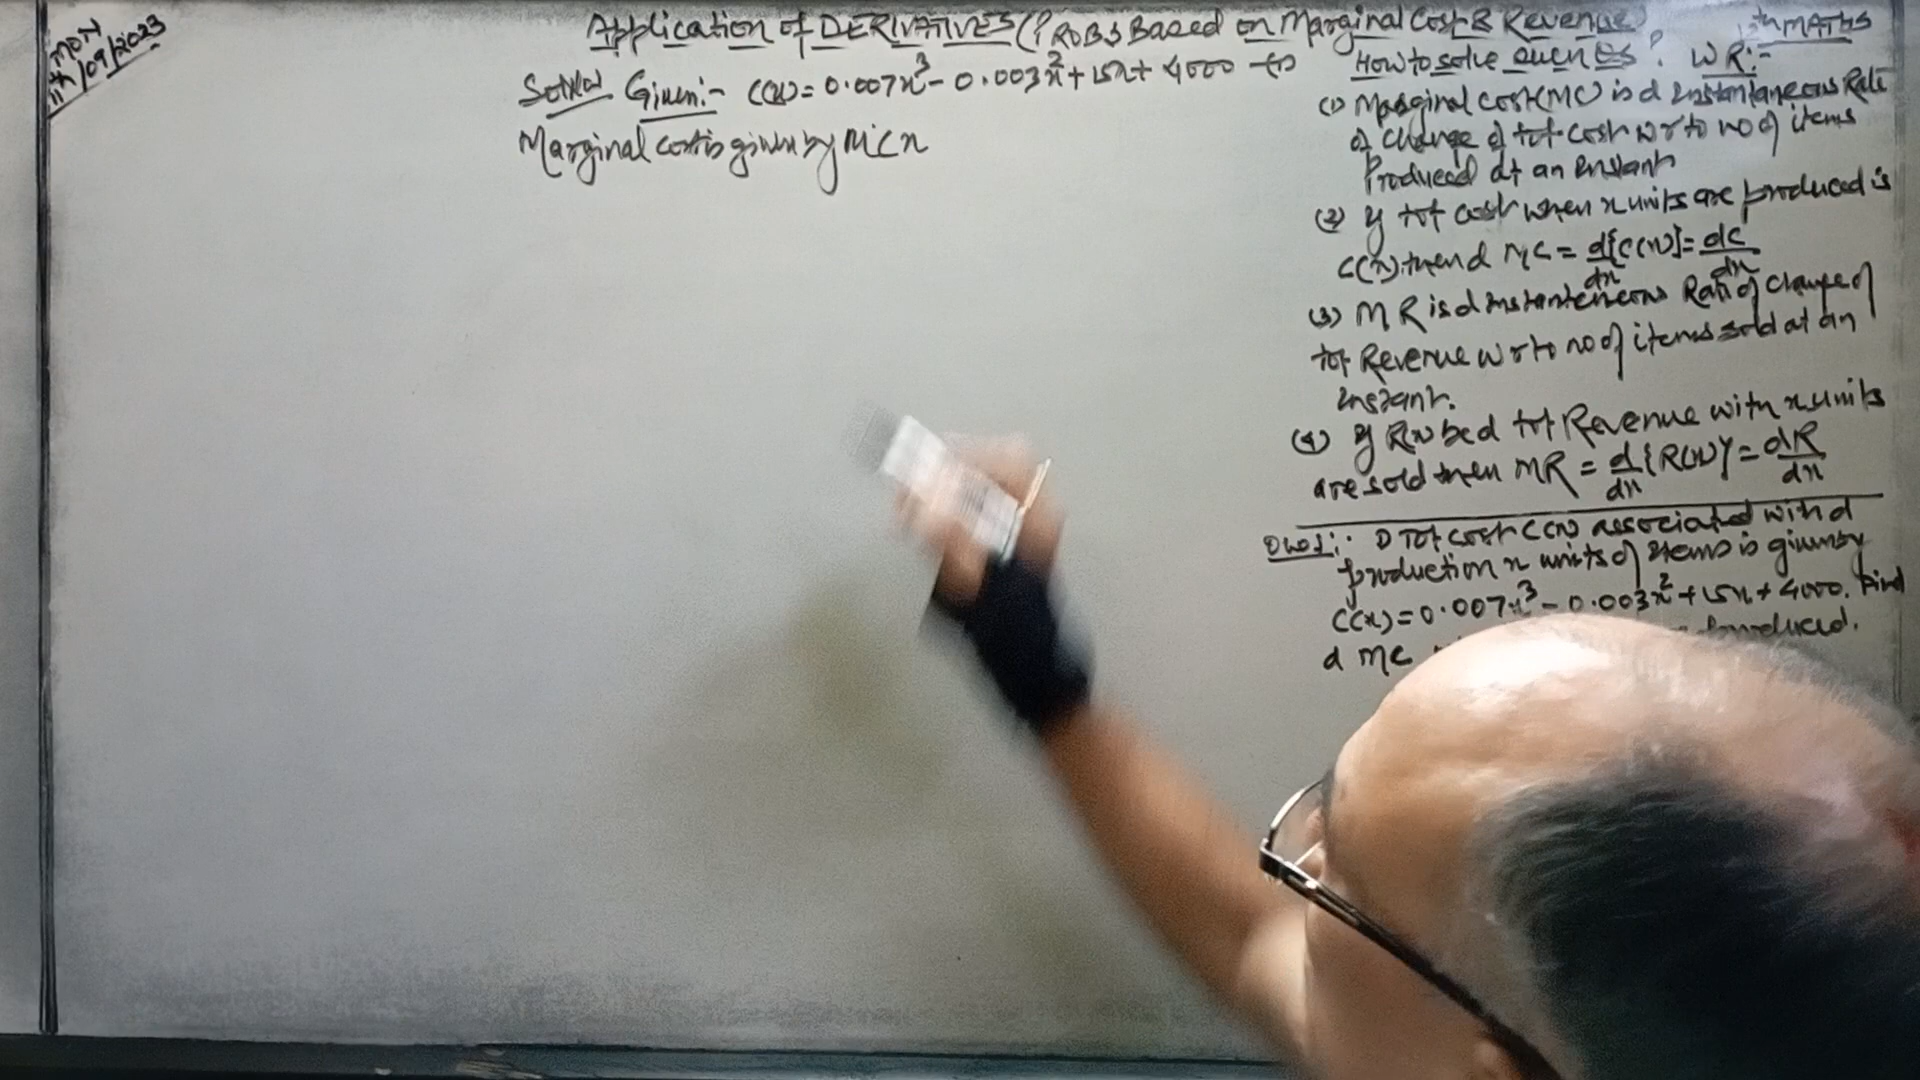 MON
11th/09/2023
Application of DERIVATIVES (PROBS Based on Marginal Cost & Revenue)
12th MATHS
Soln Given:- C(x) = 0.007x³ - 0.003x² + 15x + 4000 -(1)
Marginal cost is given by MCx
How to solve such QS? WR:-
(1) Marginal Cost (MC) is d Instantaneous Rate
of change of tot cost wr to no of items
Produced at an instant
(2) If tot cost when x units are produced is
C(x) then d MC = d/dx{C(x)} = dC/dx
(3) MR is d Instanteneous Rate of change of
tot Revenue wr to no of items sold at an
instant.
(4) If R(x) be d tot Revenue with x units
are sold then MR = d/dx{R(x)} = dR/dx
D tot cost C(x) associated with d
production x units of items is given by
C(x) = 0.007x³ - 0.003x² + 15x + 4000. Find
d MC produced.